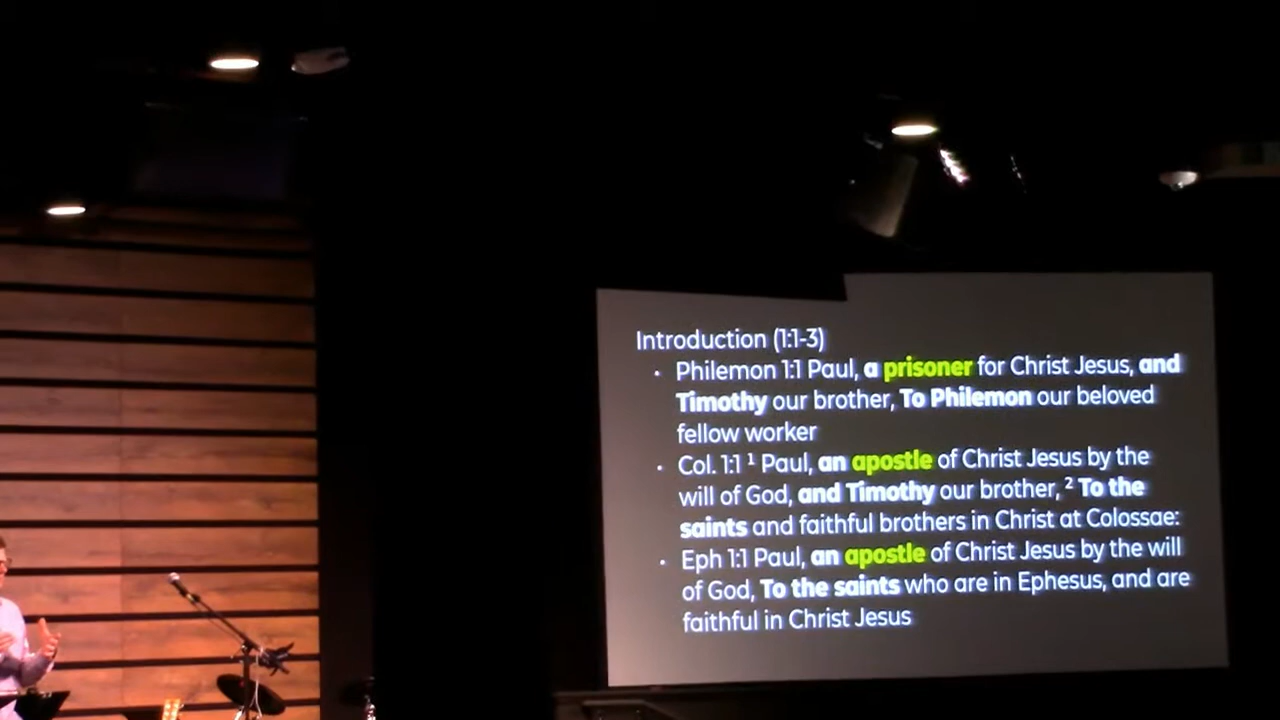 Introduction (1:1-3)
• Philemon 1:1 Paul, a prisoner for Christ Jesus, and
Timothy our brother, To Philemon our beloved
fellow worker
• Col. 1:1 ¹ Paul, an apostle of Christ Jesus by the
will of God, and Timothy our brother, ² To the
saints and faithful brothers in Christ at Colossae:
• Eph 1:1 Paul, an apostle of Christ Jesus by the will
of God, To the saints who are in Ephesus, and are
faithful in Christ Jesus